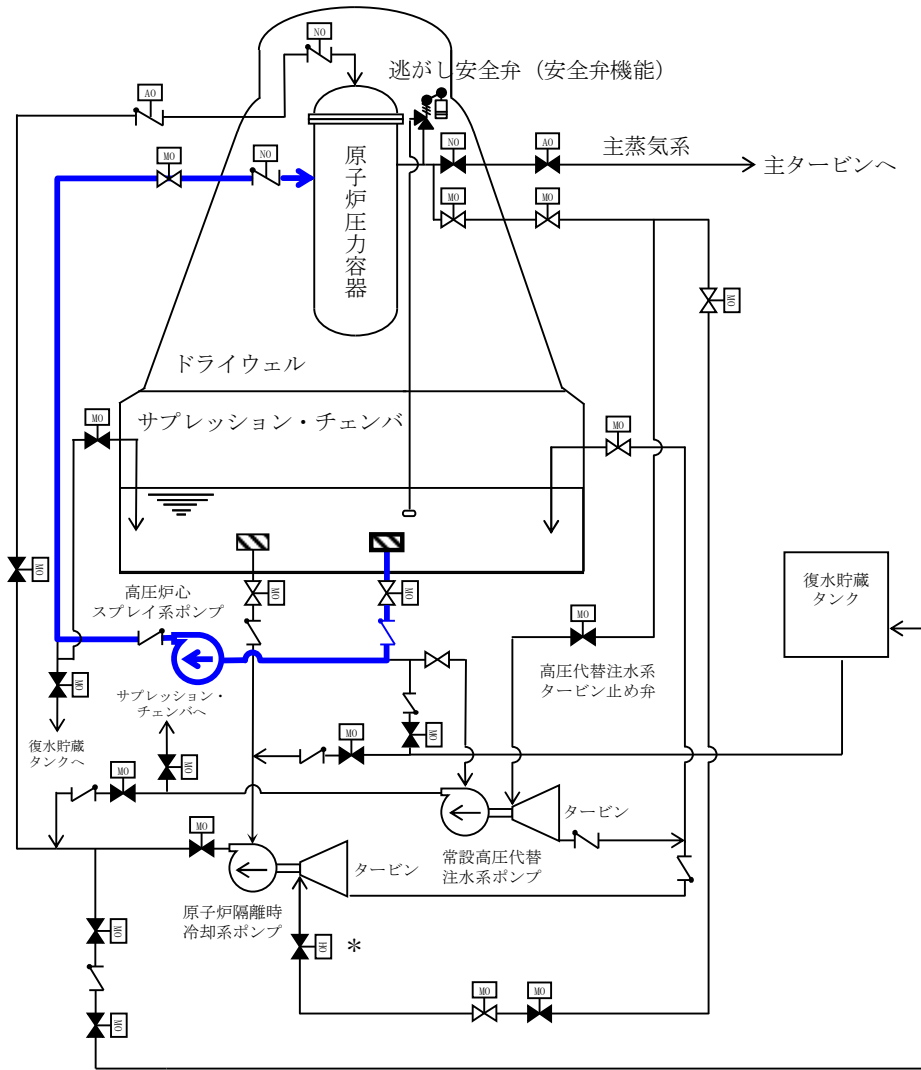 NO
NO
逃がし安全弁（安全弁機能）
AO
MO
NO
NO
AO
主蒸気系
主タービンへ
原子炉圧力容器
MO
MO
MO
ドライウェル
サプレッション・チェンバ
MO
MO
MO
高圧炉心
スプレイ系ポンプ
MO
MO
MO
高圧代替注水系
タービン止め弁
復水貯蔵
タンク
MO
サプレッション・
チェンバへ
復水貯蔵
タンクへ
MO
MO
MO
MO
タービン
常設高圧代替
注水系ポンプ
MO
タービン
原子炉隔離時
冷却系ポンプ
MO
HO
＊
MO
MO
MO